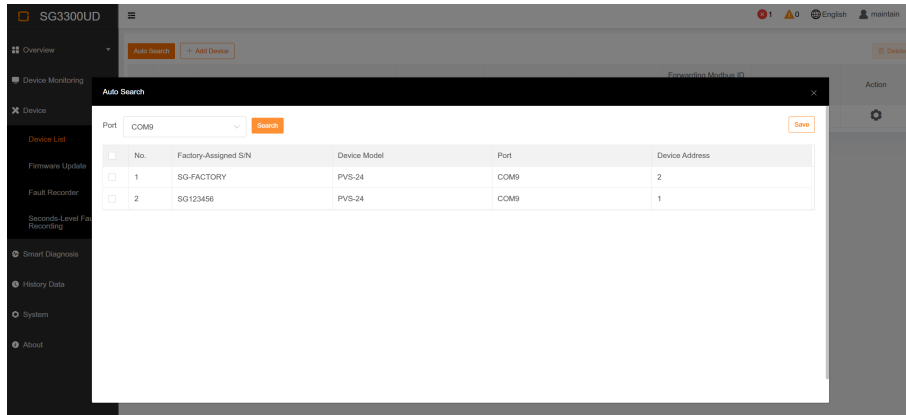 SG3300UD
1 0 English maintain
Overview
Auto Search + Add Device Delete
Device Monitoring
Forwarding Modbus ID
Action
Auto Search
Device
Port COM9 Search Save
Device List
No. Factory-Assigned S/N Device Model Port Device Address
Firmware Update
1 SG-FACTORY PVS-24 COM9 2
Fault Recorder
2 SG123456 PVS-24 COM9 1
Seconds-Level Fau
Recording
Smart Diagnosis
History Data
System
About